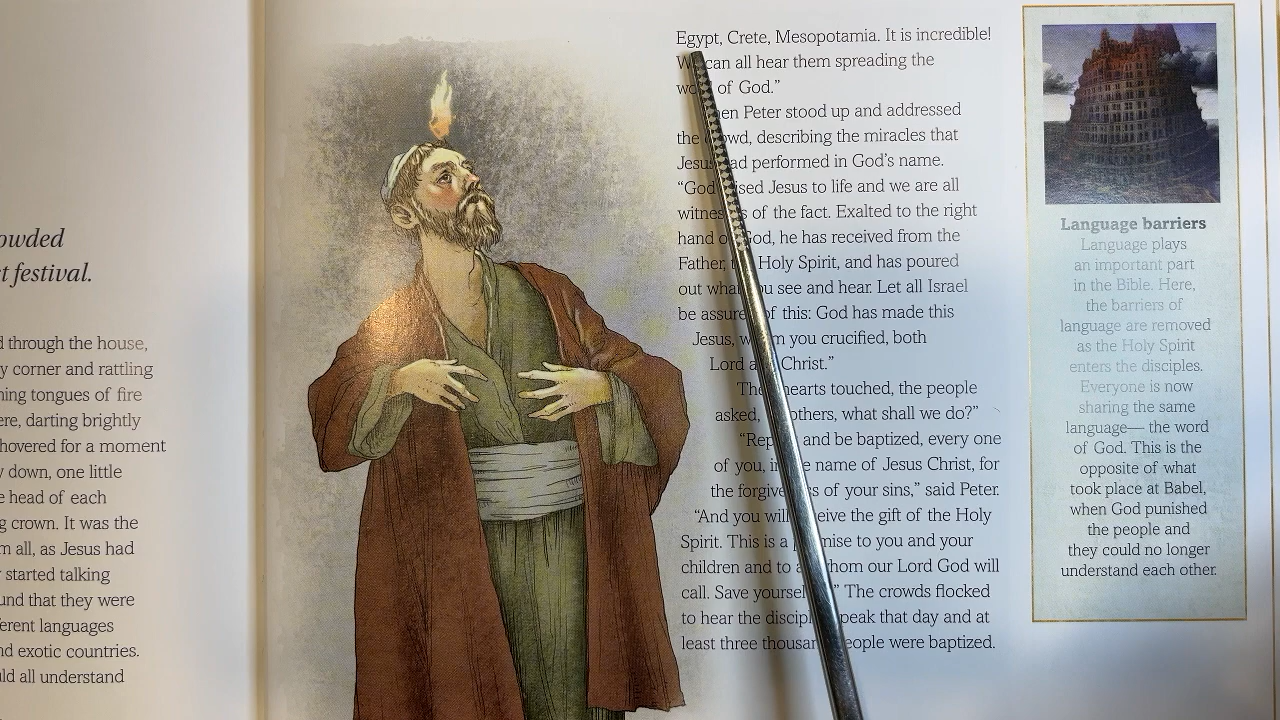 owded
t festival.
d through the house,
y corner and rattling
ning tongues of fire
ere, darting brightly
hovered for a moment
y down, one little
e head of each
g crown. It was the
m all, as Jesus had
started talking
und that they were
erent languages
nd exotic countries.
ld all understand
Egypt, Crete, Mesopotamia. It is incredible!
We can all hear them spreading the
word of God.”
Then Peter stood up and addressed
the crowd, describing the miracles that
Jesus had performed in God’s name.
“God raised Jesus to life and we are all
witnesses of the fact. Exalted to the right
hand of God, he has received from the
Father, the Holy Spirit, and has poured
out what you see and hear. Let all Israel
be assured of this: God has made this
Jesus, whom you crucified, both
Lord and Christ.”
Their hearts touched, the people
asked, “Brothers, what shall we do?”
“Repent and be baptized, every one
of you, in the name of Jesus Christ, for
the forgiveness of your sins,” said Peter.
“And you will receive the gift of the Holy
Spirit. This is a promise to you and your
children and to all whom our Lord God will
call. Save yourselves.” The crowds flocked
to hear the disciples speak that day and at
least three thousand people were baptized.
Language barriers
Language plays
an important part
in the Bible. Here,
the barriers of
language are removed
as the Holy Spirit
enters the disciples.
Everyone is now
sharing the same
language— the word
of God. This is the
opposite of what
took place at Babel,
when God punished
the people and
they could no longer
understand each other.